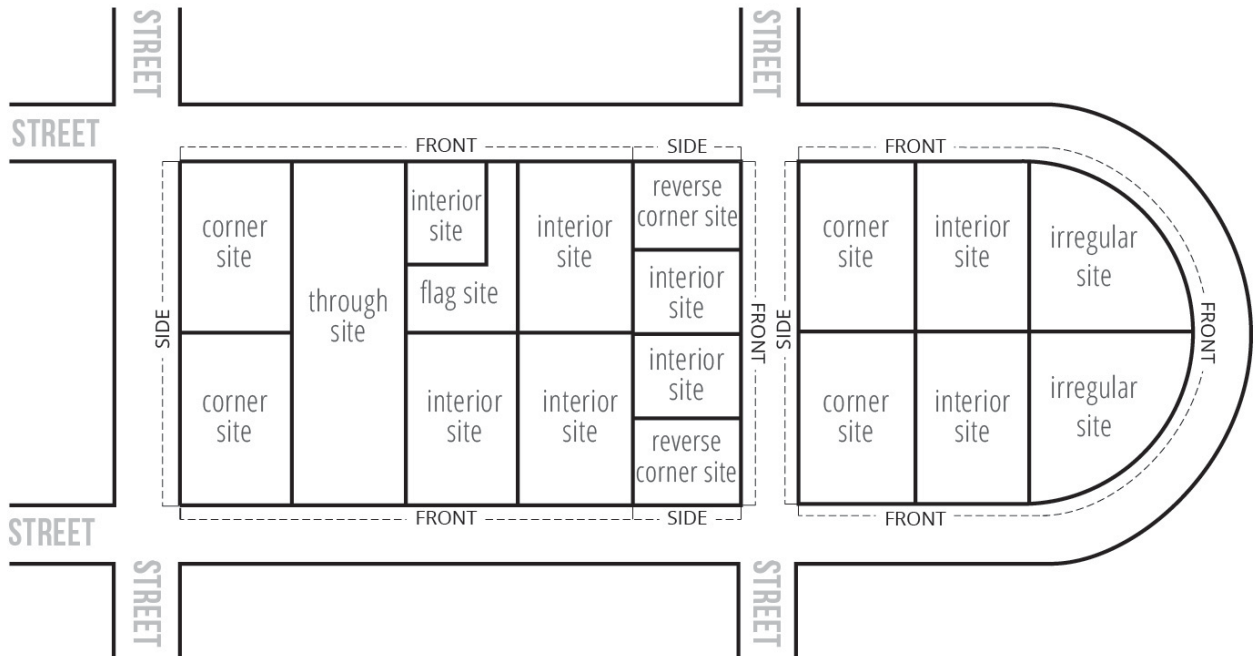 STREET
STREET
STREET
FRONT
SIDE
FRONT
corner
site
interior
site
interior
site
reverse
corner site
corner
site
interior
site
irregular
site
through
site
flag site
interior
site
SIDE
FRONT
SIDE
FRONT
corner
site
interior
site
interior
site
interior
site
reverse
corner site
corner
site
interior
site
irregular
site
FRONT
SIDE
FRONT
STREET
STREET
STREET